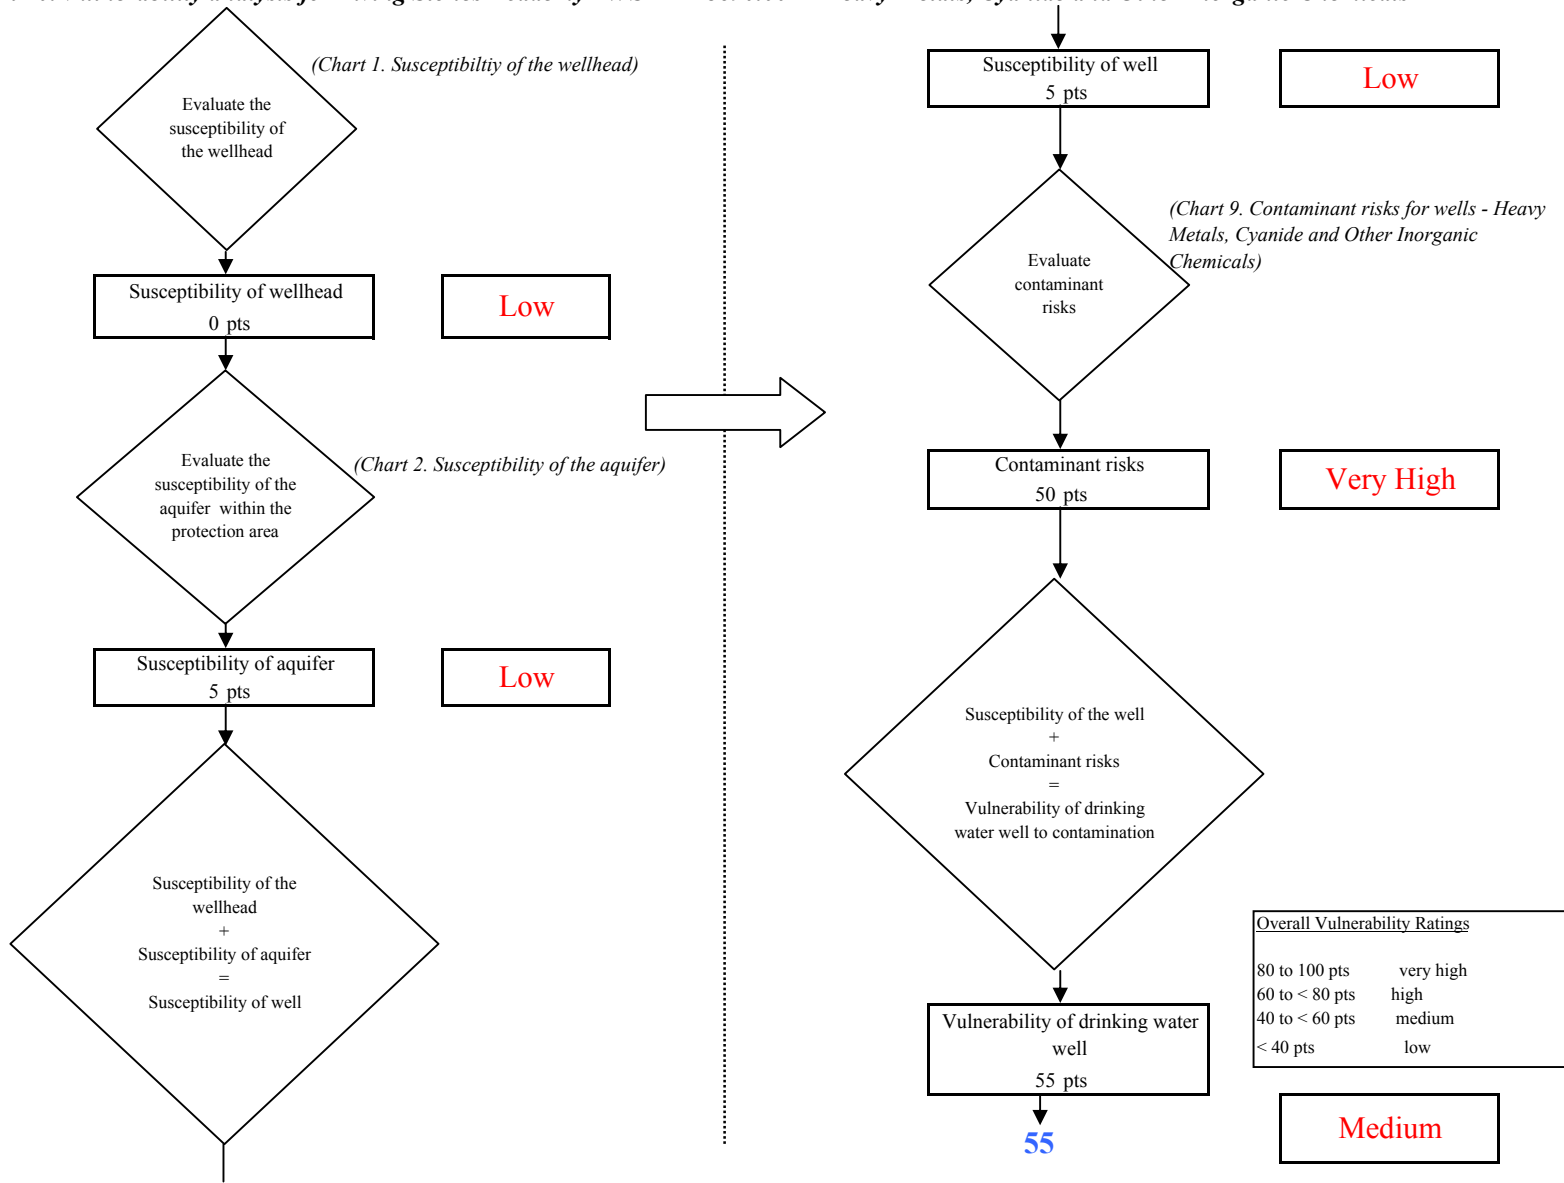 (Chart 1. Susceptibiltiy of the wellhead)
Evaluate the
susceptibility of
the wellhead
Susceptibility of wellhead
0 pts
Low
Evaluate the
susceptibility of the
aquifer within the
protection area
(Chart 2. Susceptibility of the aquifer)
Susceptibility of aquifer
5 pts
Low
Susceptibility of the
wellhead
+
Susceptibility of aquifer
=
Susceptibility of well
Susceptibility of well
5 pts
Low
(Chart 9. Contaminant risks for wells - Heavy
Metals, Cyanide and Other Inorganic
Chemicals)
Evaluate
contaminant
risks
Contaminant risks
50 pts
Very High
Susceptibility of the well
+
Contaminant risks
=
Vulnerability of drinking
water well to contamination
Overall Vulnerability Ratings
80 to 100 pts very high
60 to < 80 pts high
40 to < 60 pts medium
< 40 pts low
Vulnerability of drinking water
well
55 pts
55
Medium